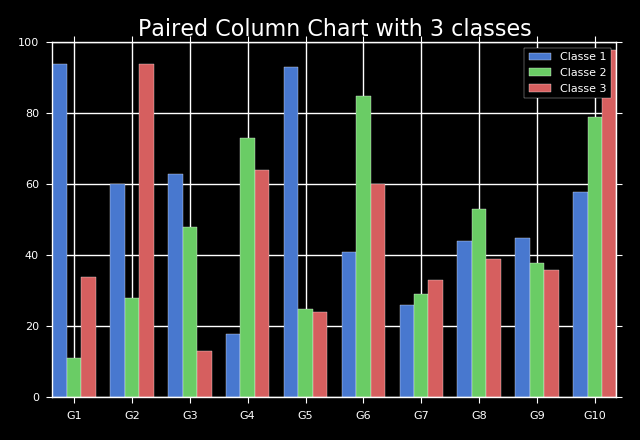 Paired Column Chart with 3 classes
100
80
60
40
20
0
Classe 1
Classe 2
Classe 3
G1 G2 G3 G4 G5 G6 G7 G8 G9 G10